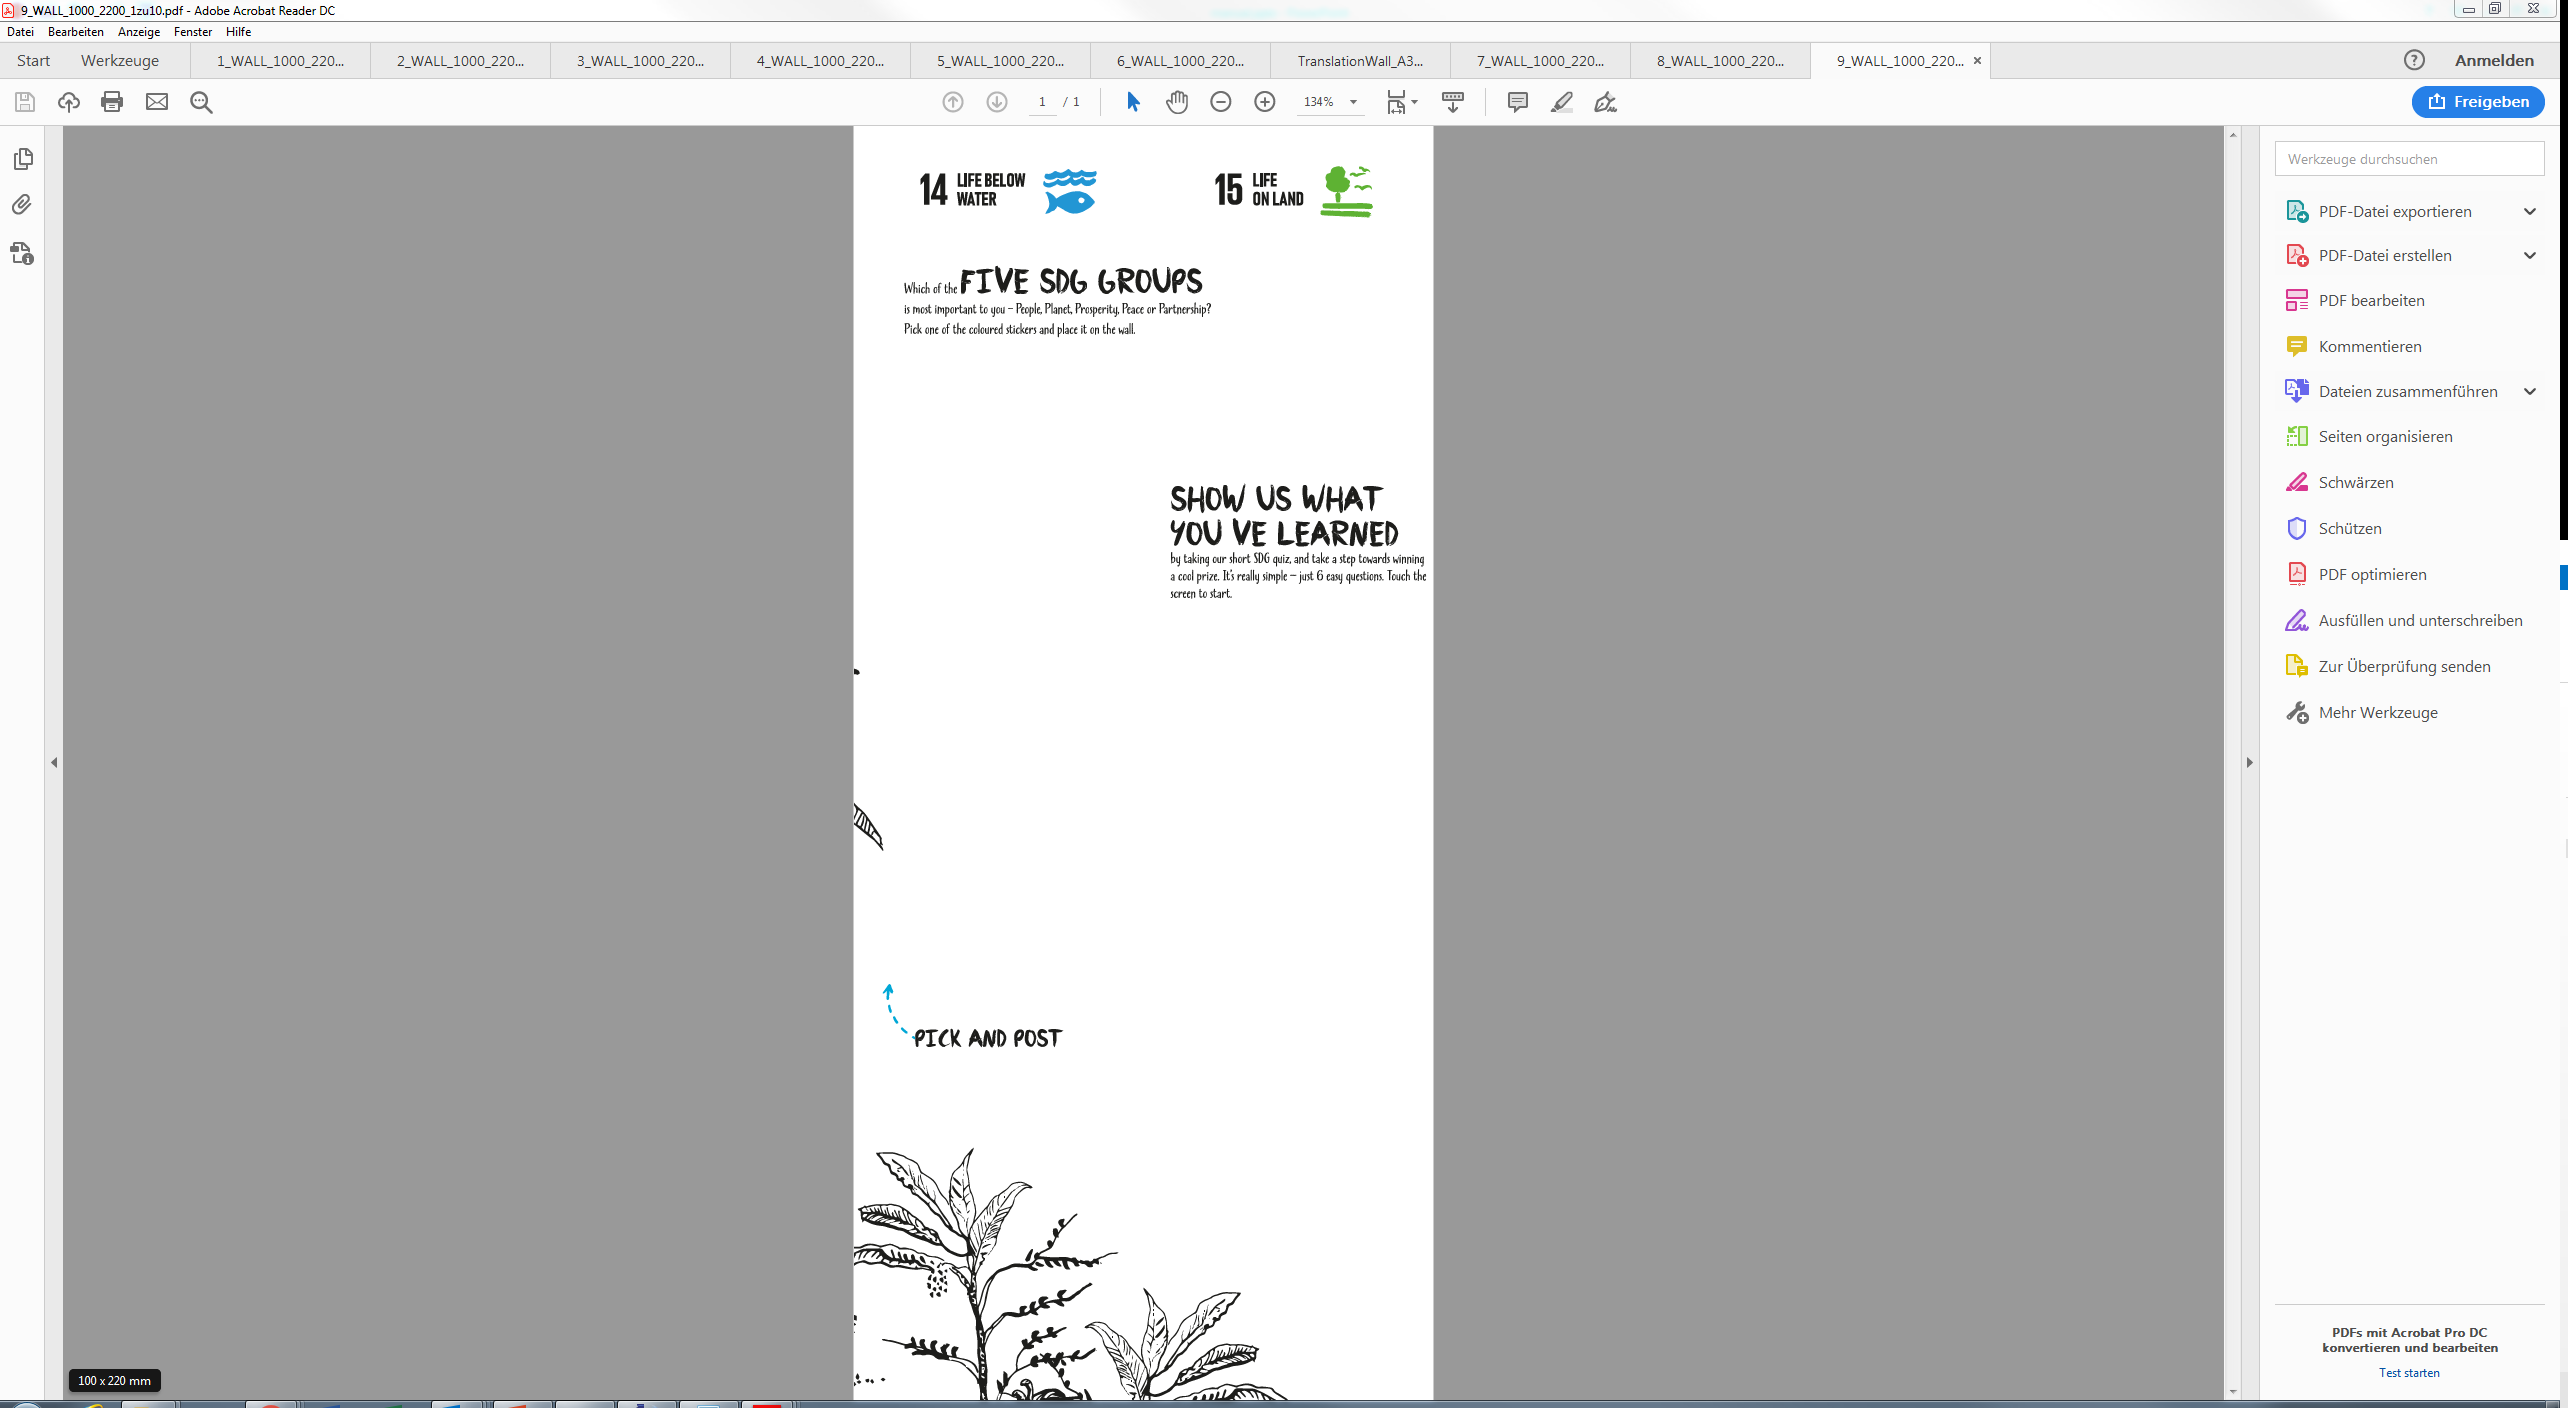 9_WALL_1000_2200_1zu10.pdf - Adobe Acrobat Reader DC
Datei Bearbeiten Anzeige Fenster Hilfe
Start Werkzeuge 1_WALL_1000_220... 2_WALL_1000_220... 3_WALL_1000_220... 4_WALL_1000_220... 5_WALL_1000_220... 6_WALL_1000_220... TranslationWall_A3... 7_WALL_1000_220... 8_WALL_1000_220... 9_WALL_1000_220... × ? Anmelden
1 / 1 134% Freigeben
14 LIFE BELOW
WATER
15 LIFE
ON LAND
Which of the FIVE SDG GROUPS
is most important to you – People, Planet, Prosperity, Peace or Partnership?
Pick one of the coloured stickers and place it on the wall.
SHOW US WHAT
YOU VE LEARNED
by taking our short SDG quiz, and take a step towards winning
a cool prize. It's really simple – just 6 easy questions. Touch the
screen to start.
PICK AND POST
100 x 220 mm
Werkzeuge durchsuchen
PDF-Datei exportieren
PDF-Datei erstellen
PDF bearbeiten
Kommentieren
Dateien zusammenführen
Seiten organisieren
Schwärzen
Schützen
PDF optimieren
Ausfüllen und unterschreiben
Zur Überprüfung senden
Mehr Werkzeuge
PDFs mit Acrobat Pro DC
konvertieren und bearbeiten
Test starten